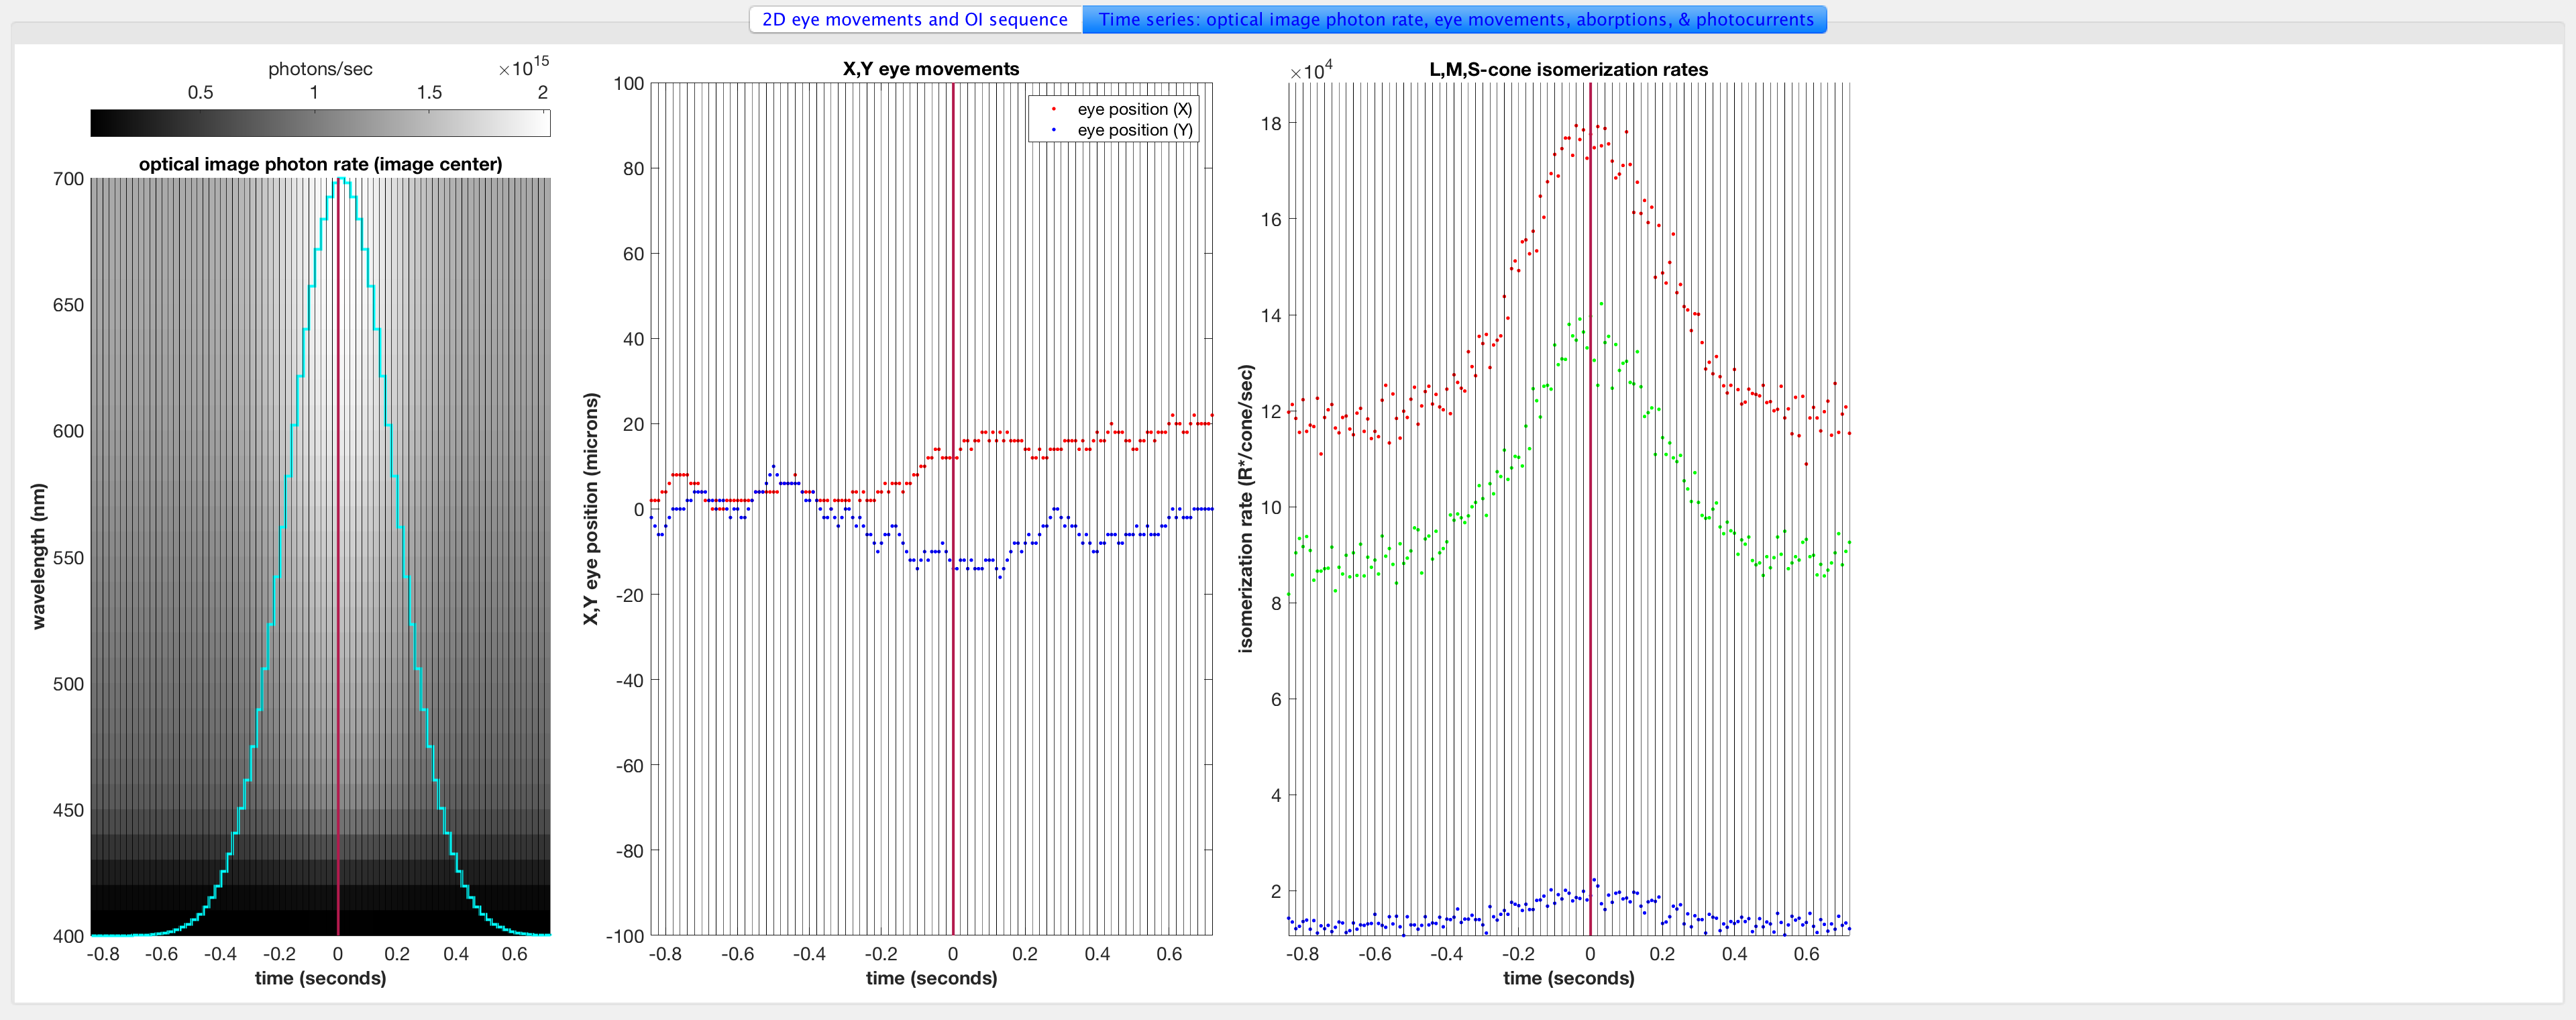 2D eye movements and OI sequence
Time series: optical image photon rate, eye movements, aborptions, & photocurrents
photons/sec
×10^15
0.5 1 1.5 2
optical image photon rate (image center)
700
650
600
550
500
450
400
wavelength (nm)
-0.8 -0.6 -0.4 -0.2 0 0.2 0.4 0.6
time (seconds)
X,Y eye movements
eye position (X)
eye position (Y)
100
80
60
40
20
0
-20
-40
-60
-80
-100
X,Y eye position (microns)
-0.8 -0.6 -0.4 -0.2 0 0.2 0.4 0.6
time (seconds)
L,M,S-cone isomerization rates
×10^4
18
16
14
12
10
8
6
4
2
isomerization rate (R*/cone/sec)
-0.8 -0.6 -0.4 -0.2 0 0.2 0.4 0.6
time (seconds)